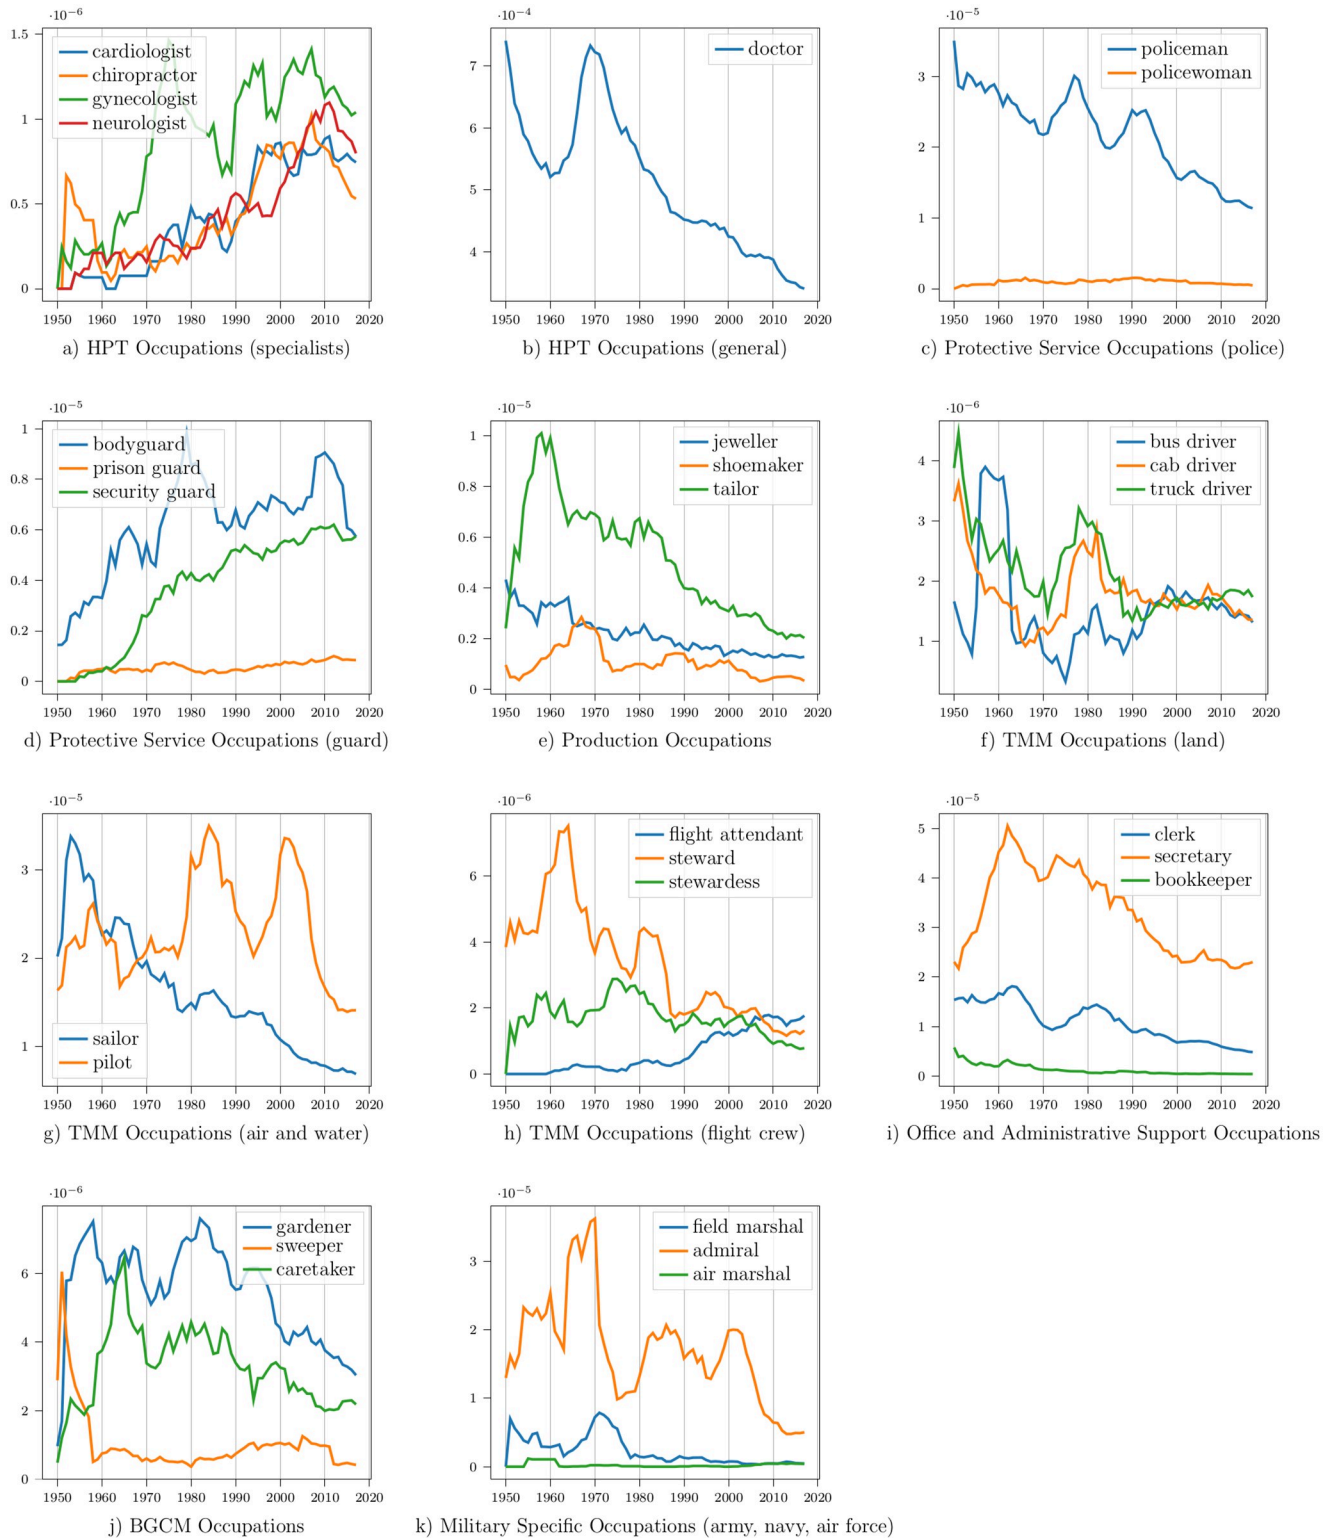 ·10⁻⁶
1.5
1
0.5
0
cardiologist
chiropractor
gynecologist
neurologist
1950 1960 1970 1980 1990 2000 2010 2020
a) HPT Occupations (specialists)
·10⁻⁴
7
6
5
4
doctor
1950 1960 1970 1980 1990 2000 2010 2020
b) HPT Occupations (general)
·10⁻⁵
3
2
1
0
policeman
policewoman
1950 1960 1970 1980 1990 2000 2010 2020
c) Protective Service Occupations (police)
·10⁻⁵
1
0.8
0.6
0.4
0.2
0
bodyguard
prison guard
security guard
1950 1960 1970 1980 1990 2000 2010 2020
d) Protective Service Occupations (guard)
·10⁻⁵
1
0.8
0.6
0.4
0.2
0
jeweller
shoemaker
tailor
1950 1960 1970 1980 1990 2000 2010 2020
e) Production Occupations
·10⁻⁶
4
3
2
1
bus driver
cab driver
truck driver
1950 1960 1970 1980 1990 2000 2010 2020
f) TMM Occupations (land)
·10⁻⁵
3
2
1
sailor
pilot
1950 1960 1970 1980 1990 2000 2010 2020
g) TMM Occupations (air and water)
·10⁻⁶
6
4
2
0
flight attendant
steward
stewardess
1950 1960 1970 1980 1990 2000 2010 2020
h) TMM Occupations (flight crew)
·10⁻⁵
5
4
3
2
1
0
clerk
secretary
bookkeeper
1950 1960 1970 1980 1990 2000 2010 2020
i) Office and Administrative Support Occupations
·10⁻⁶
6
4
2
0
gardener
sweeper
caretaker
1950 1960 1970 1980 1990 2000 2010 2020
j) BGCM Occupations
·10⁻⁵
3
2
1
0
field marshal
admiral
air marshal
1950 1960 1970 1980 1990 2000 2010 2020
k) Military Specific Occupations (army, navy, air force)